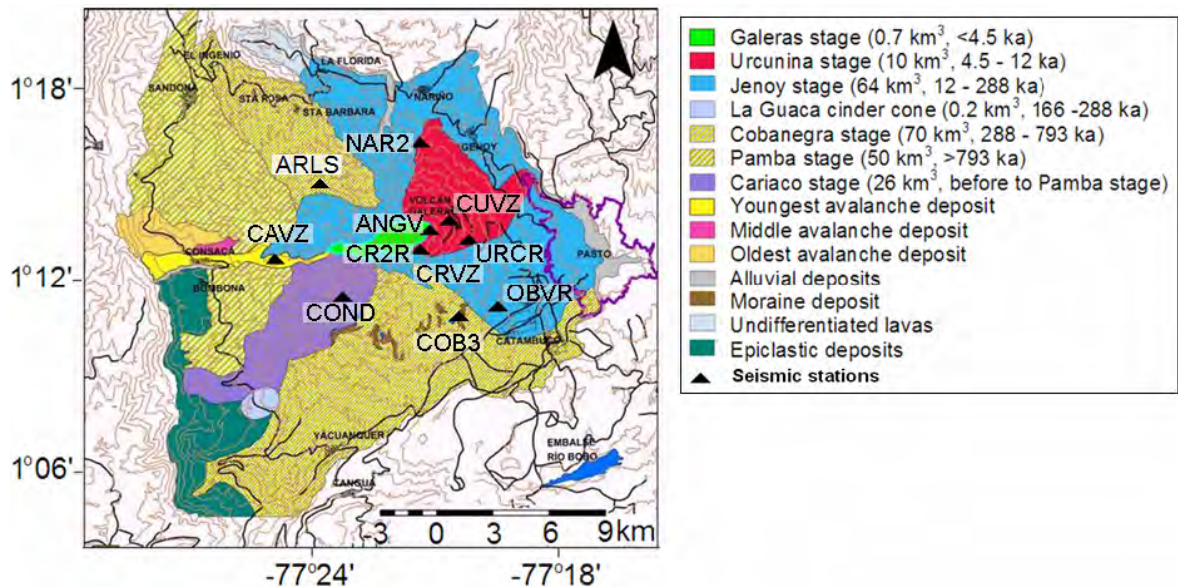 EL INGENIO
LA FLORIDA
1°18'
SANDONA
STA ROSA
STA BARBARA
NARIÑO
NAR2
GENOY
ARLS
VOLCÁN
GALERAS
CUVZ
ANGV
CAVZ
CONSACA
CR2R
URCR
PASTO
1°12'
BOMBONA
CRVZ
OBVR
COND
COB3
CATAMBUCO
YACUANQUER
EMBALSE
RÍO BOBO
1°06'
TANGUA
-3 0 3 6 9km
-77°24' -77°18'
Galeras stage (0.7 km³, <4.5 ka)
Urcunina stage (10 km³, 4.5 - 12 ka)
Jenoy stage (64 km³, 12 - 288 ka)
La Guaca cinder cone (0.2 km³, 166 -288 ka)
Cobanegra stage (70 km³, 288 - 793 ka)
Pamba stage (50 km³, >793 ka)
Cariaco stage (26 km³, before to Pamba stage)
Youngest avalanche deposit
Middle avalanche deposit
Oldest avalanche deposit
Alluvial deposits
Moraine deposit
Undifferentiated lavas
Epiclastic deposits
Seismic stations